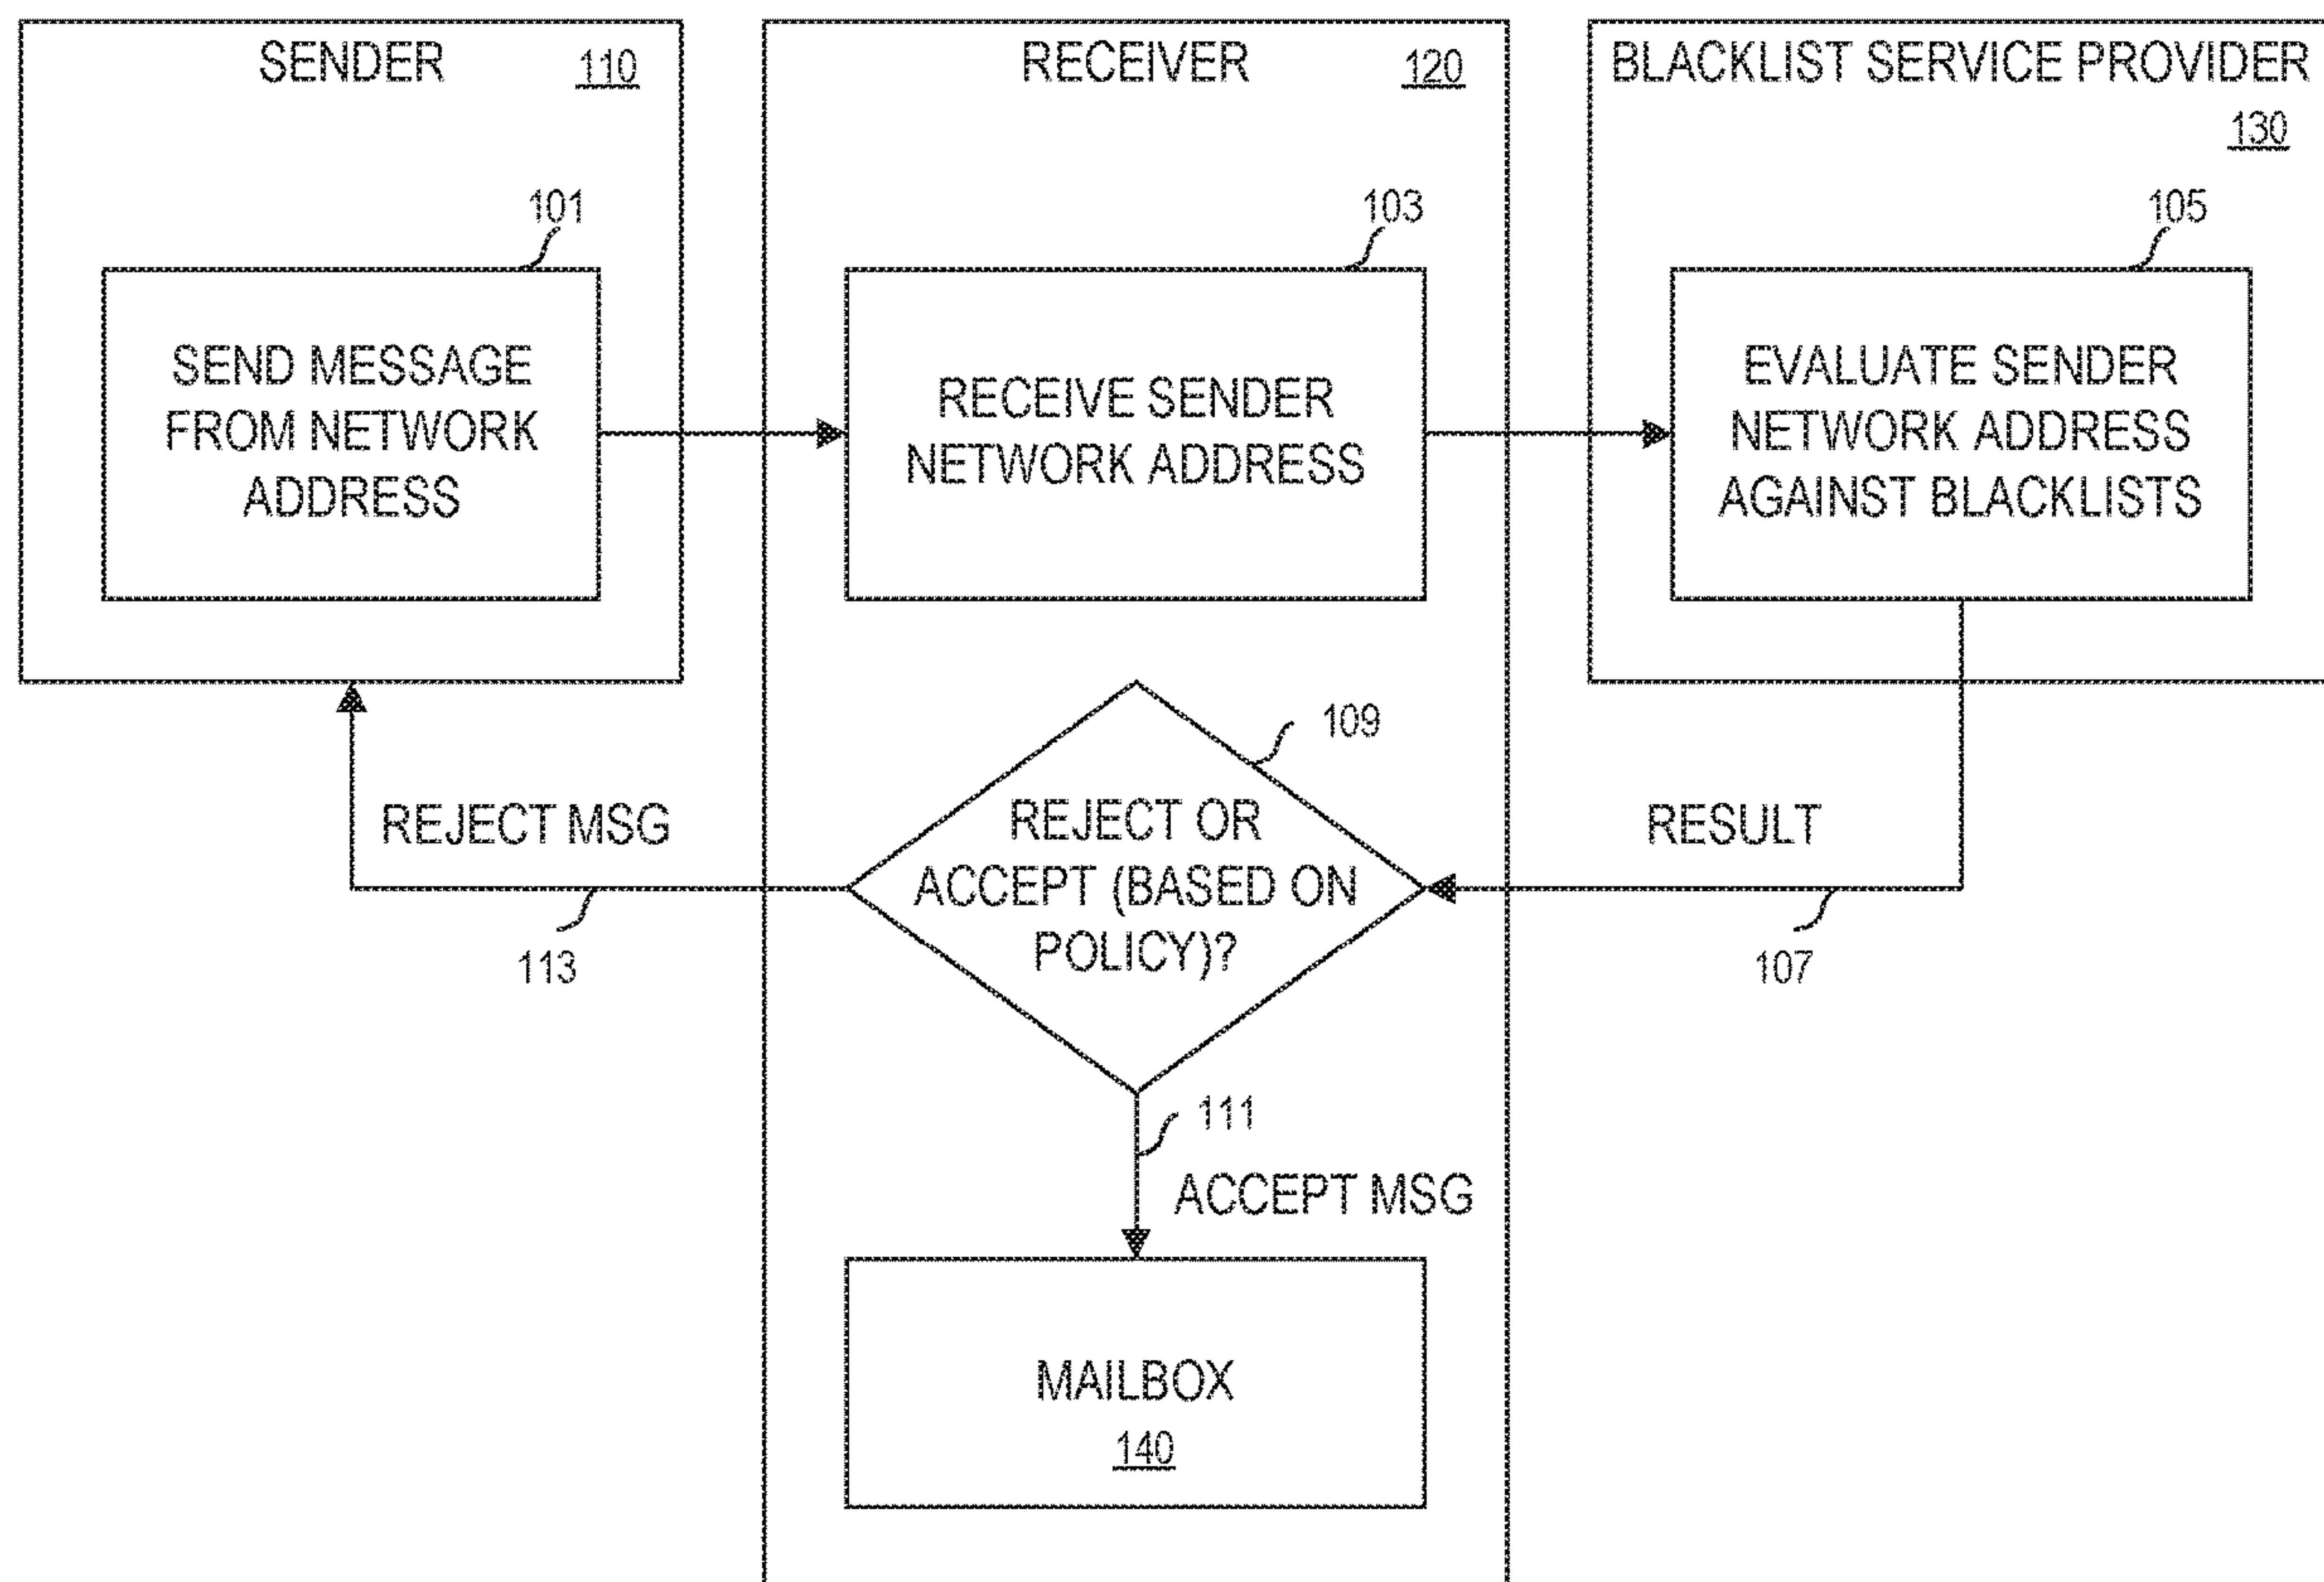 SENDER 110
RECEIVER 120
BLACKLIST SERVICE PROVIDER
130
101
103
105
SEND MESSAGE
FROM NETWORK
ADDRESS
RECEIVE SENDER
NETWORK ADDRESS
EVALUATE SENDER
NETWORK ADDRESS
AGAINST BLACKLISTS
109
REJECT MSG
REJECT OR
ACCEPT (BASED ON
POLICY)?
RESULT
113
107
111
ACCEPT MSG
MAILBOX
140